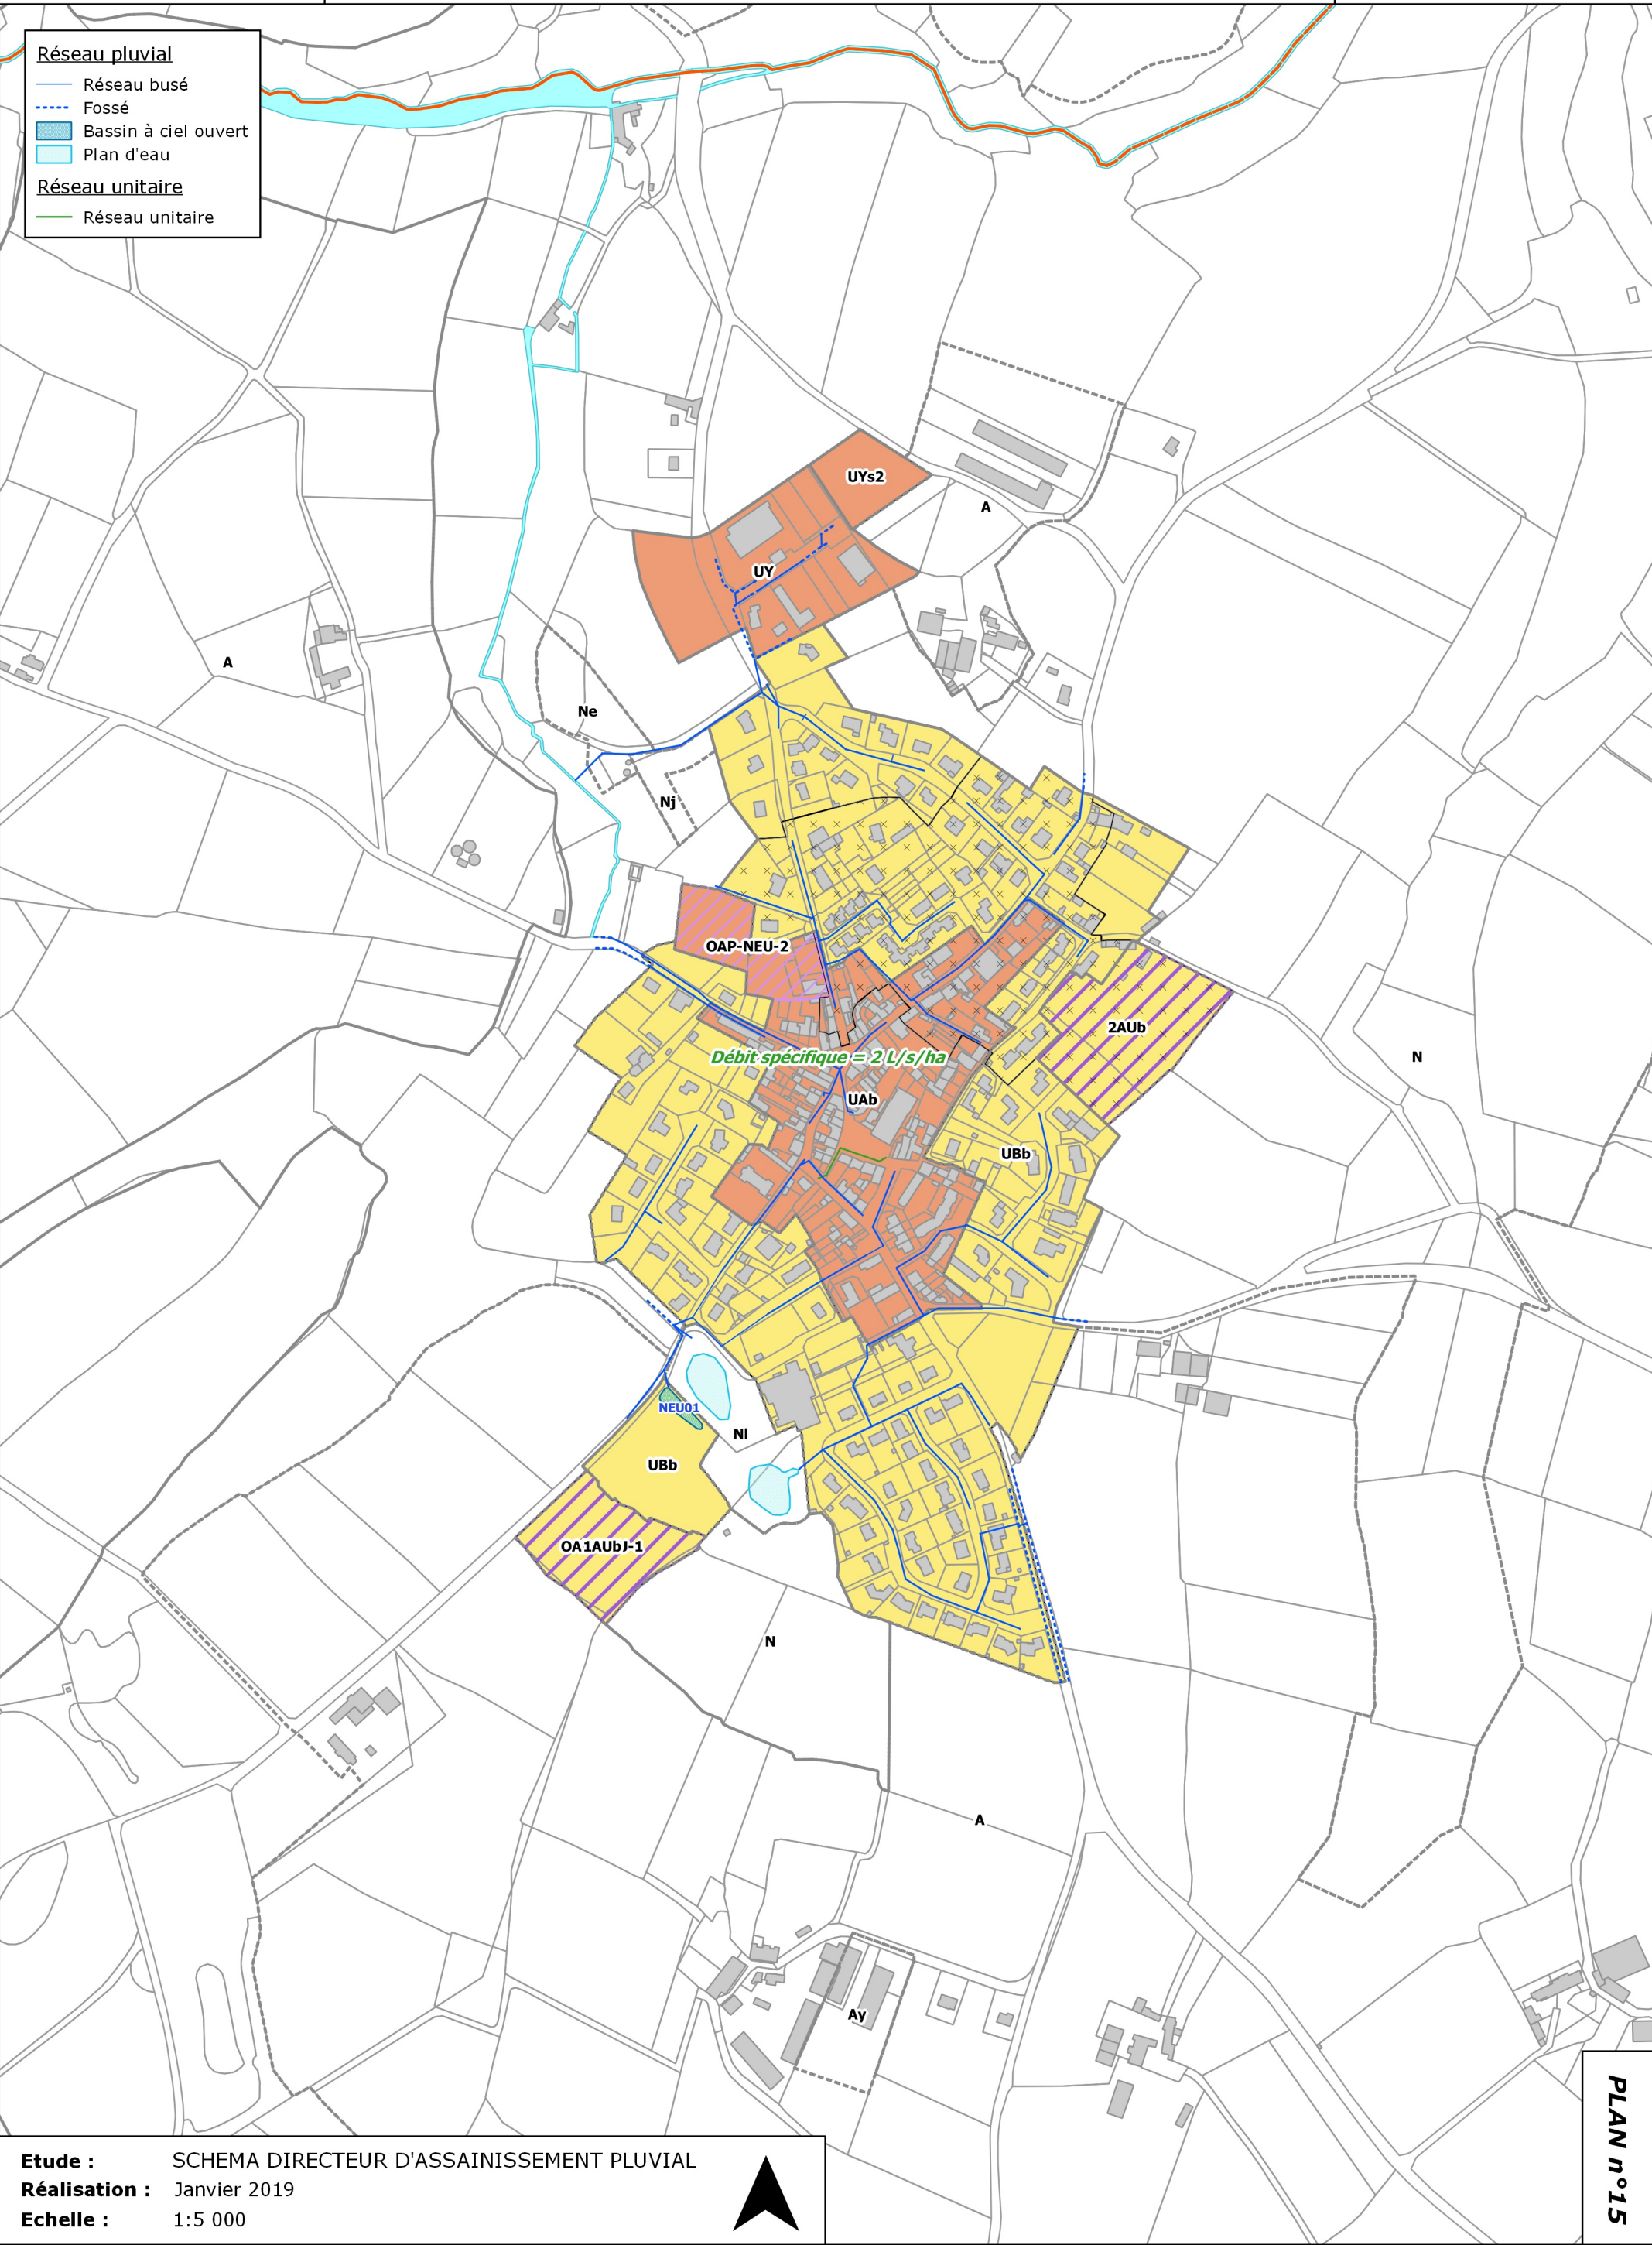 Réseau pluvial
Réseau busé
Fossé
Bassin à ciel ouvert
Plan d'eau
Réseau unitaire
Réseau unitaire
UYs2
A
UY
A
Ne
Nj
OAP-NEU-2
2AUb
N
Débit spécifique = 2 L/s/ha
UAb
UBb
NEU01
Nl
UBb
OA1AUbJ-1
N
A
Ay
Etude : SCHEMA DIRECTEUR D'ASSAINISSEMENT PLUVIAL
Réalisation : Janvier 2019
Echelle : 1:5 000
PLAN n°15